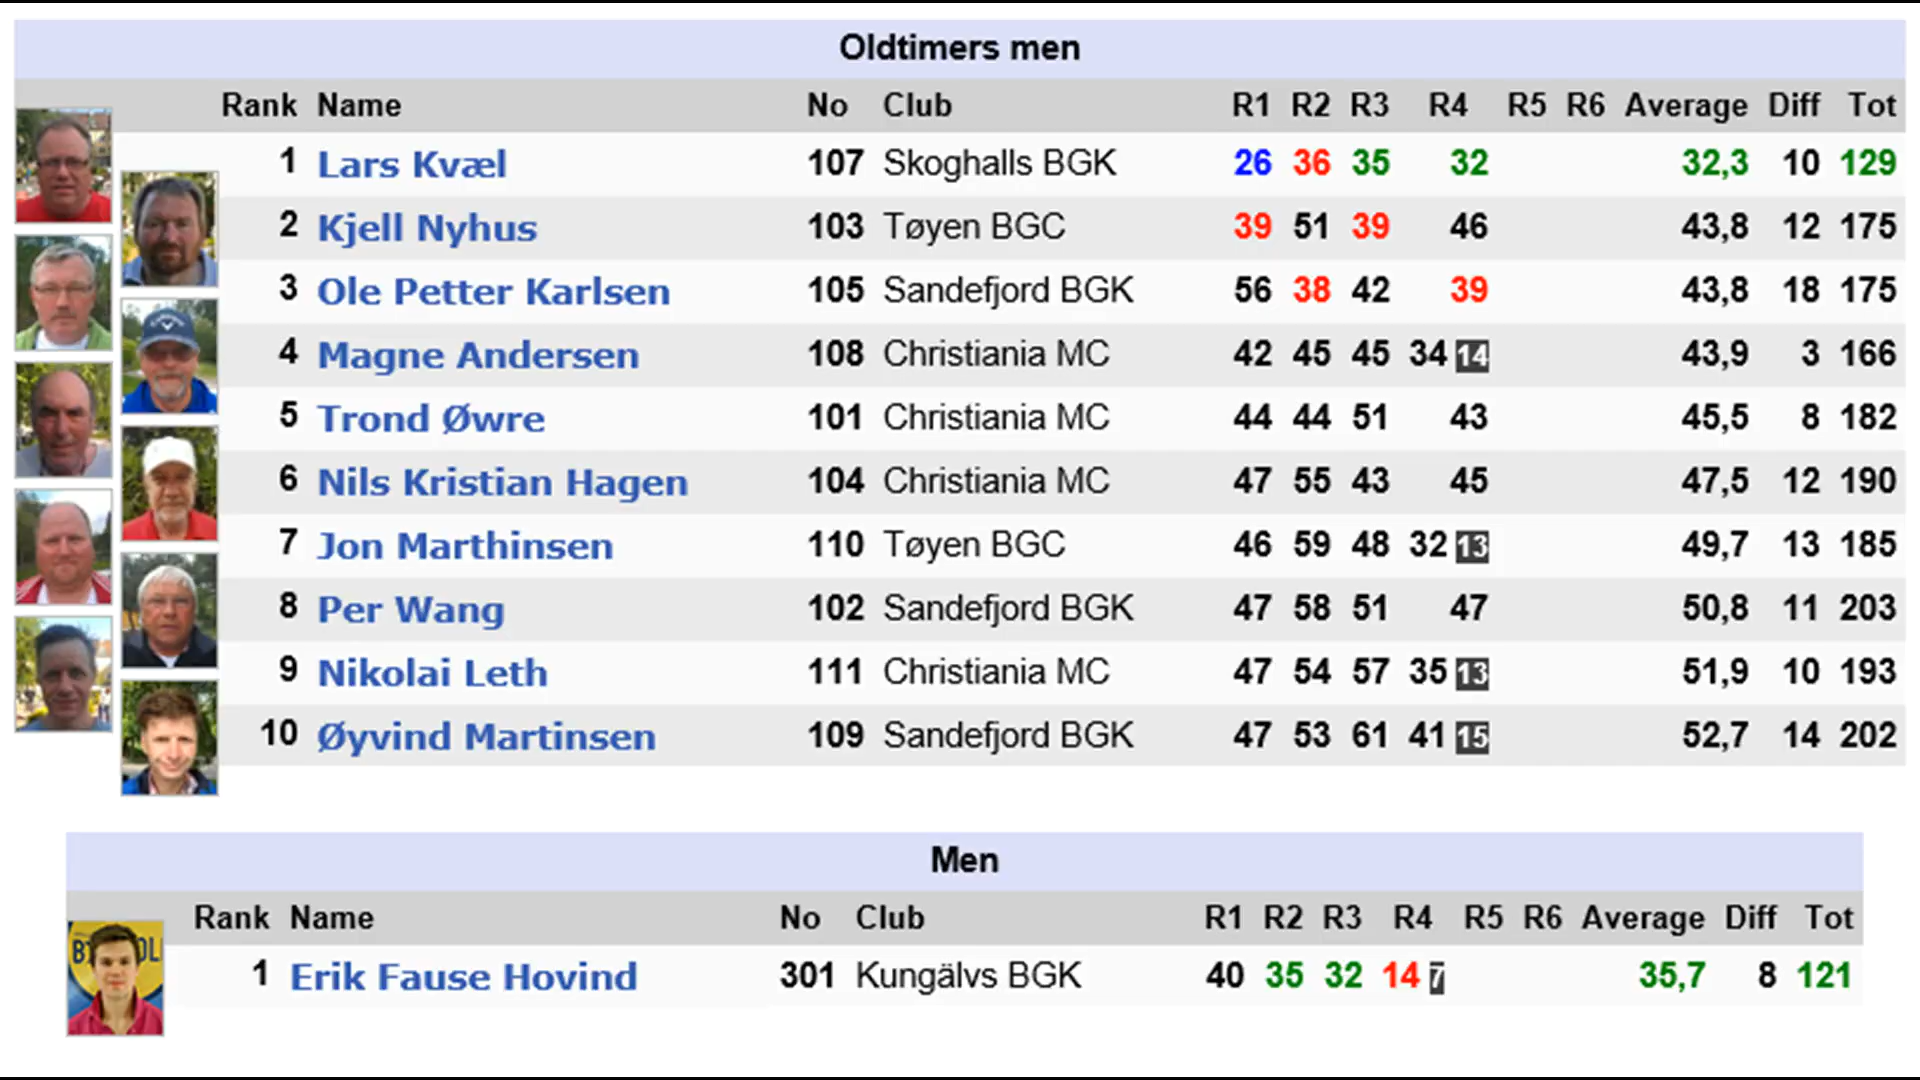 Oldtimers men
Rank Name No Club R1 R2 R3 R4 R5 R6 Average Diff Tot
1 Lars Kvæl 107 Skoghalls BGK 26 36 35 32 32,3 10 129
2 Kjell Nyhus 103 Tøyen BGC 39 51 39 46 43,8 12 175
3 Ole Petter Karlsen 105 Sandefjord BGK 56 38 42 39 43,8 18 175
4 Magne Andersen 108 Christiania MC 42 45 45 34 14 43,9 3 166
5 Trond Øwre 101 Christiania MC 44 44 51 43 45,5 8 182
6 Nils Kristian Hagen 104 Christiania MC 47 55 43 45 47,5 12 190
7 Jon Marthinsen 110 Tøyen BGC 46 59 48 32 13 49,7 13 185
8 Per Wang 102 Sandefjord BGK 47 58 51 47 50,8 11 203
9 Nikolai Leth 111 Christiania MC 47 54 57 35 13 51,9 10 193
10 Øyvind Martinsen 109 Sandefjord BGK 47 53 61 41 15 52,7 14 202
Men
Rank Name No Club R1 R2 R3 R4 R5 R6 Average Diff Tot
1 Erik Fause Hovind 301 Kungälvs BGK 40 35 32 14 7 35,7 8 121